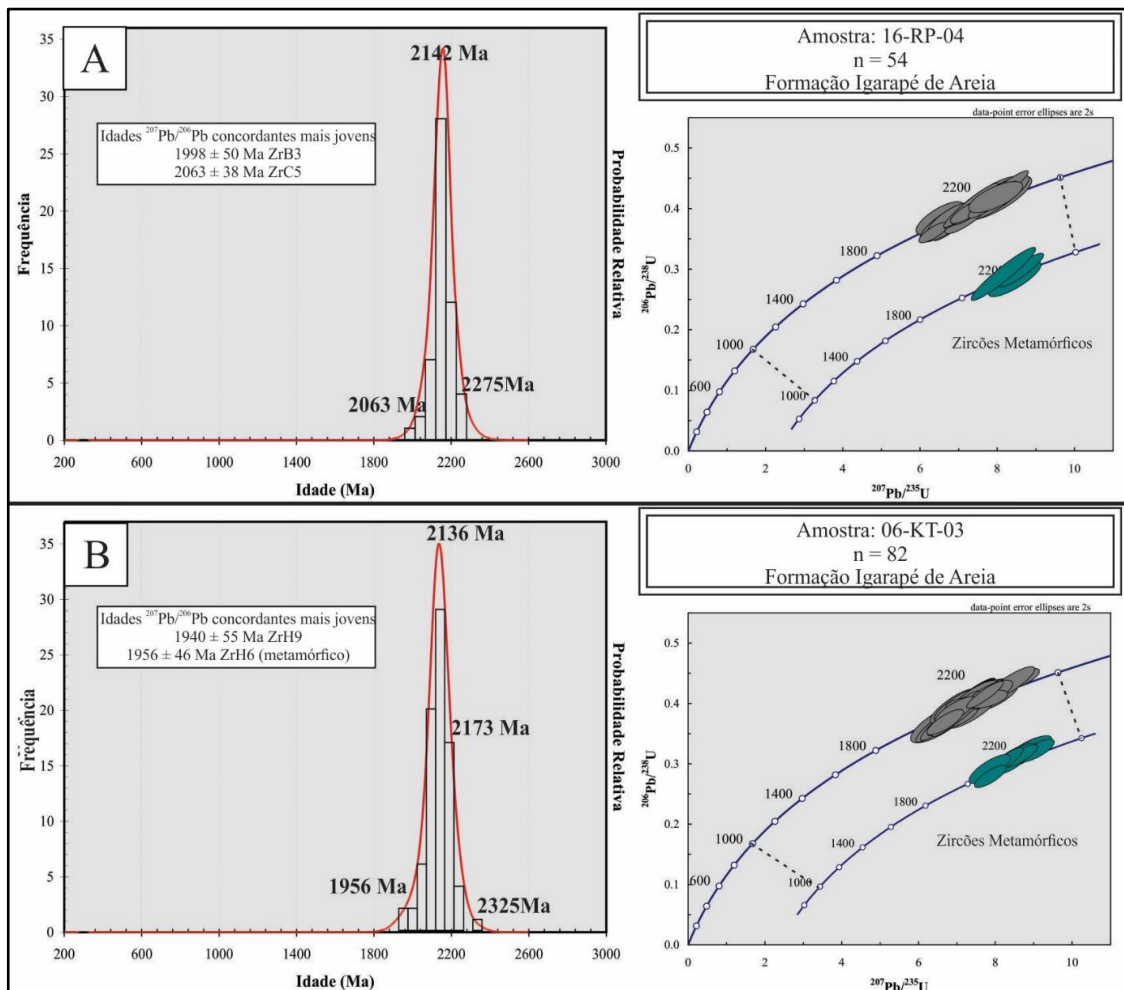 A
35
30
25
20
15
10
5
0
Frequência
2142 Ma
Idades 207Pb/206Pb concordantes mais jovens
1998 ± 50 Ma ZrB3
2063 ± 38 Ma ZrC5
2063 Ma
2275Ma
200 600 1000 1400 1800 2200 2600 3000
Idade (Ma)
Probabilidade Relativa
Amostra: 16-RP-04
n = 54
Formação Igarapé de Areia
data-point error ellipses are 2s
0.5
0.4
0.3
0.2
0.1
0.0
206Pb/238U
2200
1800
1400
1000
600
2200
1800
1400
1000
Zircões Metamórficos
0 2 4 6 8 10
207Pb/235U
B
35
30
25
20
15
10
5
0
Frequência
2136 Ma
Idades 207Pb/206Pb concordantes mais jovens
1940 ± 55 Ma ZrH9
1956 ± 46 Ma ZrH6 (metamórfico)
2173 Ma
1956 Ma
2325Ma
200 600 1000 1400 1800 2200 2600 3000
Idade (Ma)
Probabilidade Relativa
Amostra: 06-KT-03
n = 82
Formação Igarapé de Areia
data-point error ellipses are 2s
0.5
0.4
0.3
0.2
0.1
0.0
206Pb/238U
2200
1800
1400
1000
600
2200
1800
1400
1000
Zircões Metamórficos
0 2 4 6 8 10
207Pb/235U